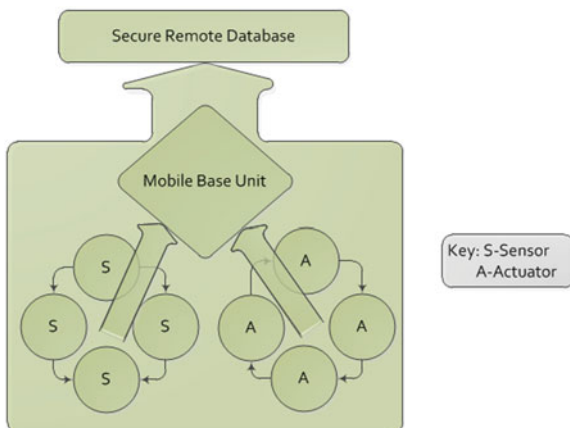 Secure Remote Database
Mobile Base Unit
S
S
S
S
A
A
A
A
Key: S-Sensor
A-Actuator